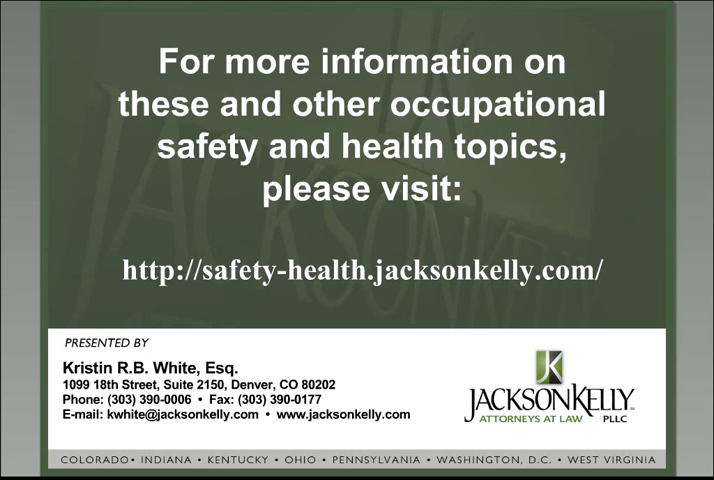 For more information on
these and other occupational
safety and health topics,
please visit:
http://safety-health.jacksonkelly.com/
PRESENTED BY
Kristin R.B. White, Esq.
1099 18th Street, Suite 2150, Denver, CO 80202
Phone: (303) 390-0006 • Fax: (303) 390-0177
E-mail: kwhite@jacksonkelly.com • www.jacksonkelly.com
JK
JACKSONKELLY
ATTORNEYS AT LAW PLLC
COLORADO • INDIANA • KENTUCKY • OHIO • PENNSYLVANIA • WASHINGTON, D.C. • WEST VIRGINIA